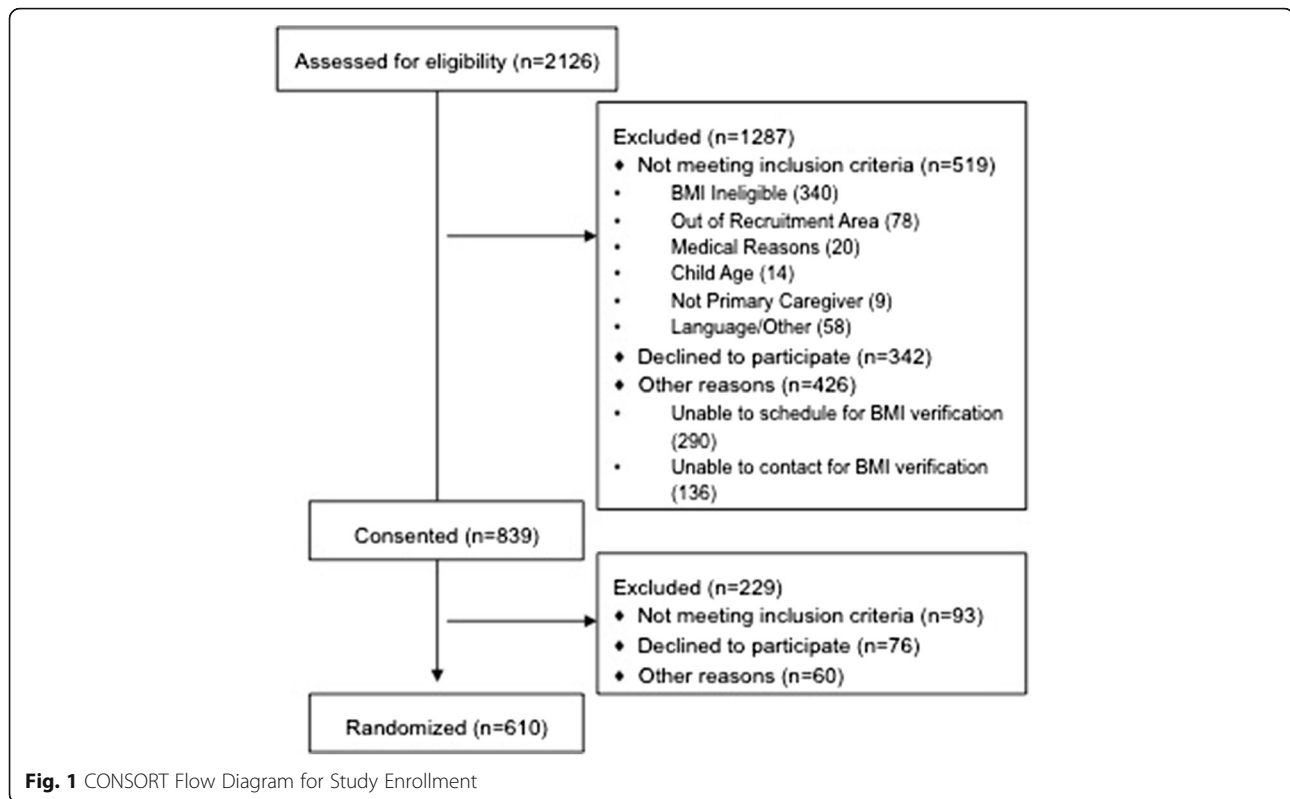 Assessed for eligibility (n=2126)
Excluded (n=1287)
♦ Not meeting inclusion criteria (n=519)
• BMI Ineligible (340)
• Out of Recruitment Area (78)
• Medical Reasons (20)
• Child Age (14)
• Not Primary Caregiver (9)
• Language/Other (58)
♦ Declined to participate (n=342)
♦ Other reasons (n=426)
• Unable to schedule for BMI verification
(290)
• Unable to contact for BMI verification
(136)
Consented (n=839)
Excluded (n=229)
♦ Not meeting inclusion criteria (n=93)
♦ Declined to participate (n=76)
♦ Other reasons (n=60)
Randomized (n=610)
Fig. 1 CONSORT Flow Diagram for Study Enrollment